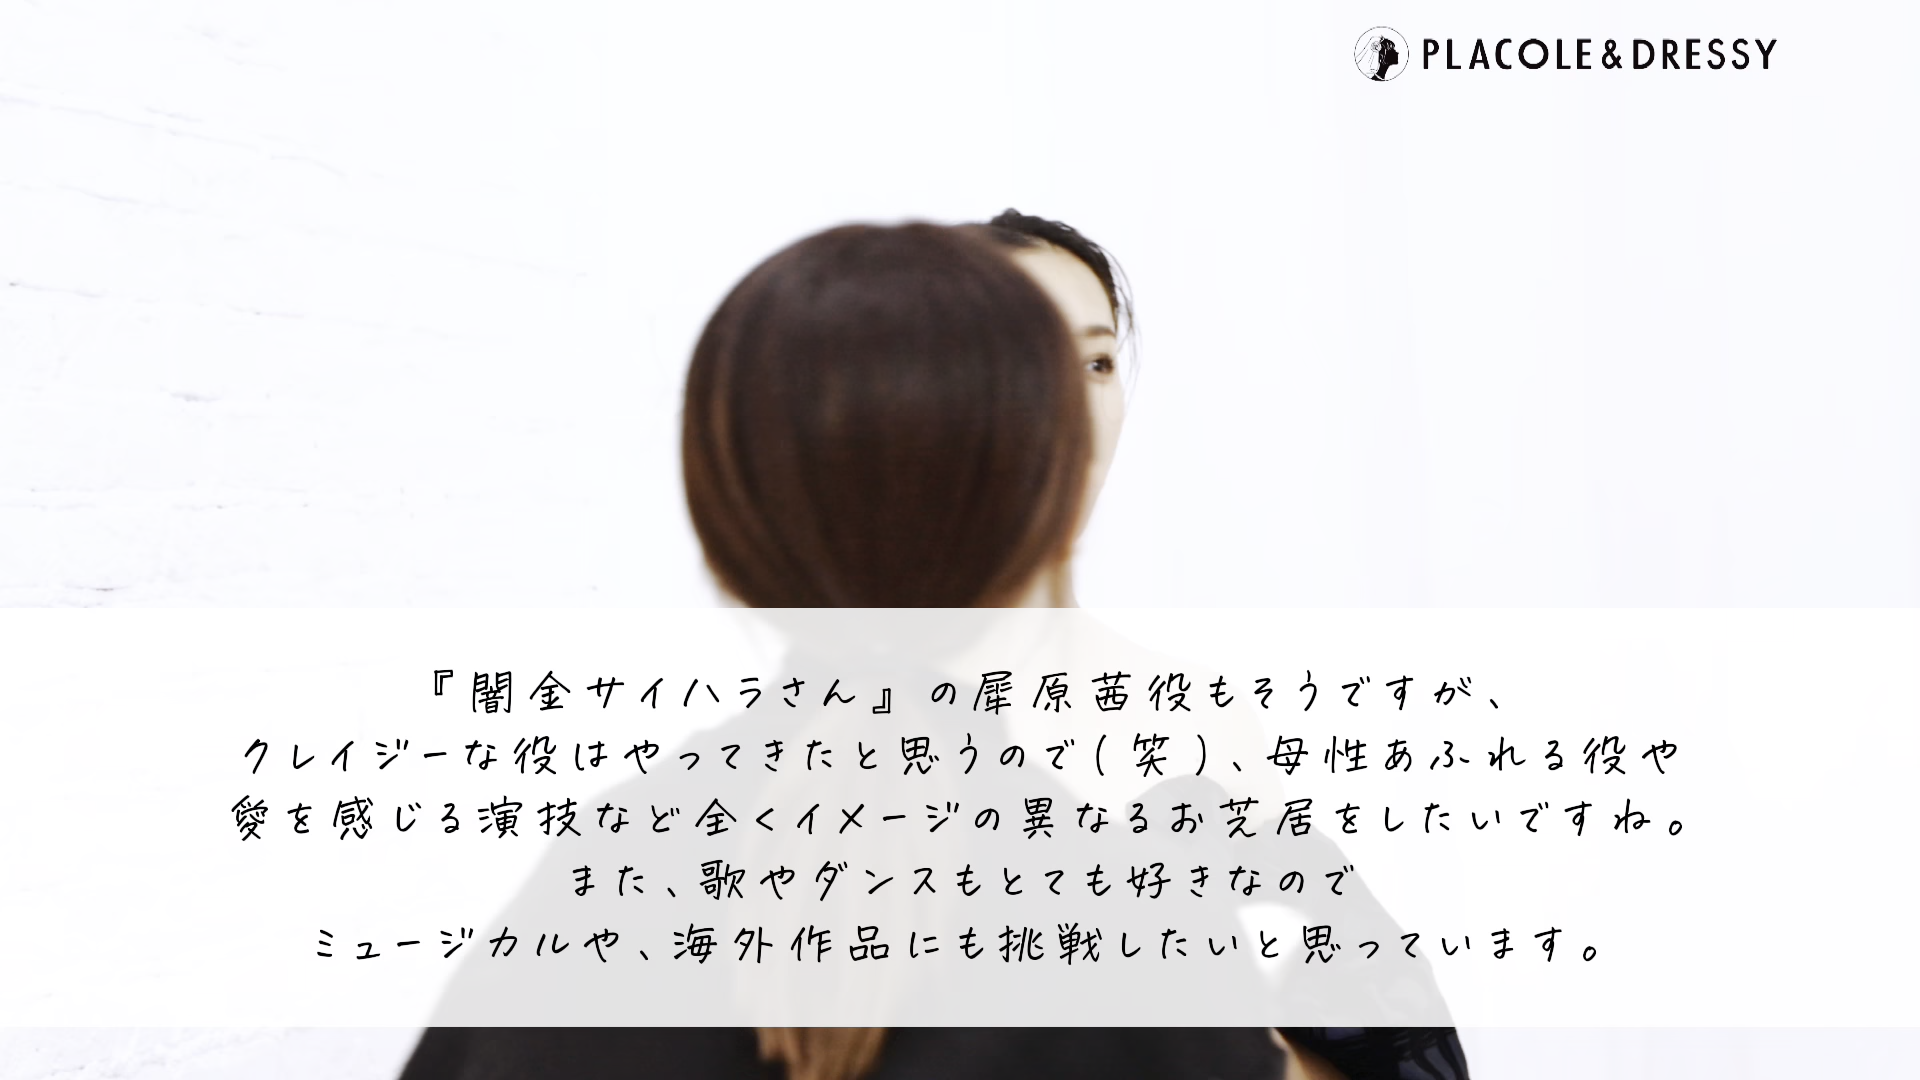 PLACOLE&DRESSY
『闇金サイハラさん』の犀原茜役もそうですが、
クレイジーな役はやってきたと思うので(笑)、母性あふれる役や
愛を感じる演技など全くイメージの異なるお芝居をしたいですね。
また、歌やダンスもとても好きなので
ミュージカルや、海外作品にも挑戦したいと思っています。